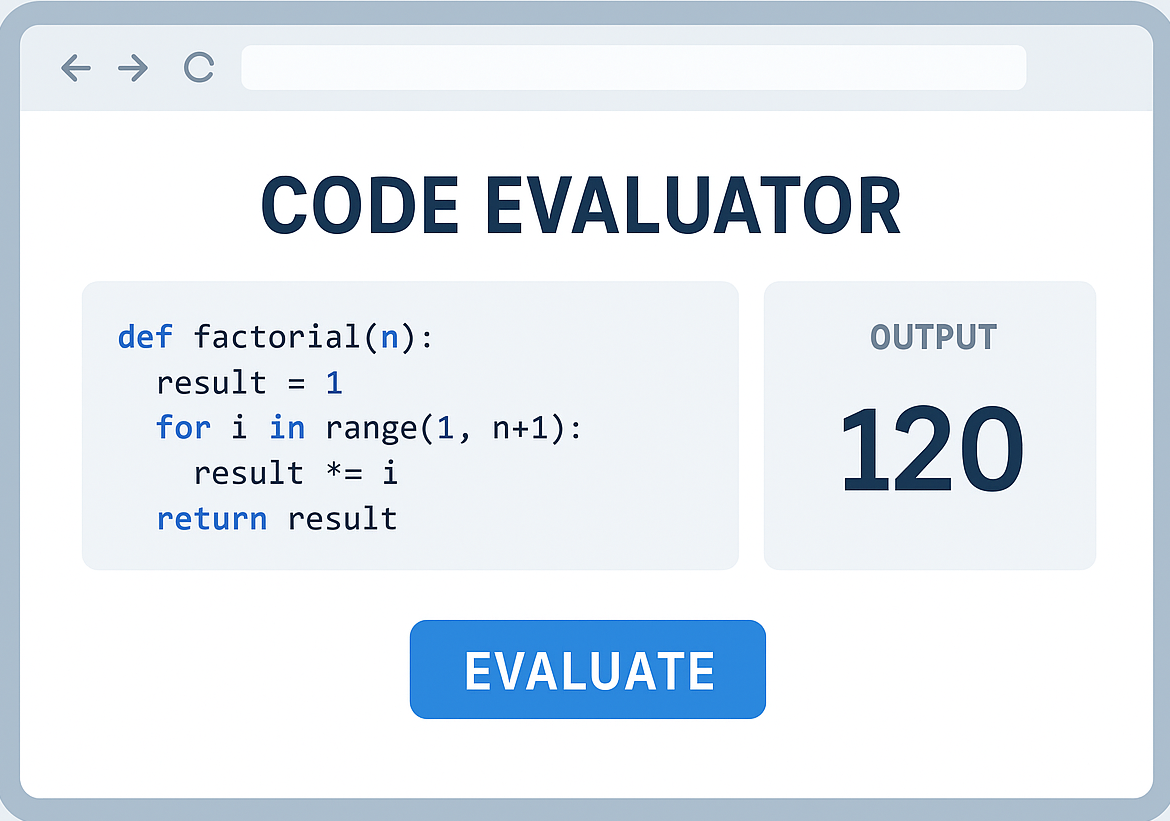 CODE EVALUATOR
def factorial(n):
  result = 1
  for i in range(1, n+1):
    result *= i
  return result
OUTPUT
120
EVALUATE